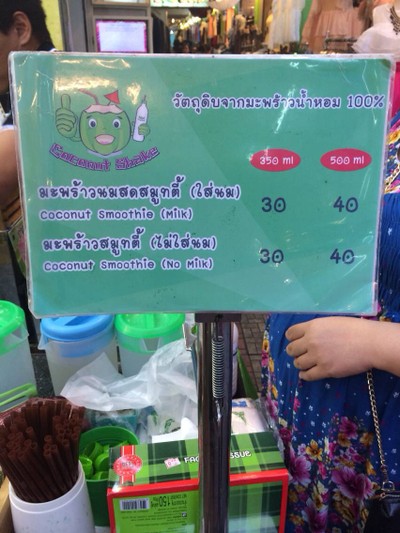 วัตถุดิบจากมะพร้าวน้ำหอม 100%
Coconut Shake
350 ml 500 ml
มะพร้าวนมสดสมูทตี้ (ใส่นม) 30 40
Coconut Smoothie (Milk)
มะพร้าวสมูทตี้ (ไม่ใส่นม) 30 40
Coconut Smoothie (No Milk)
150